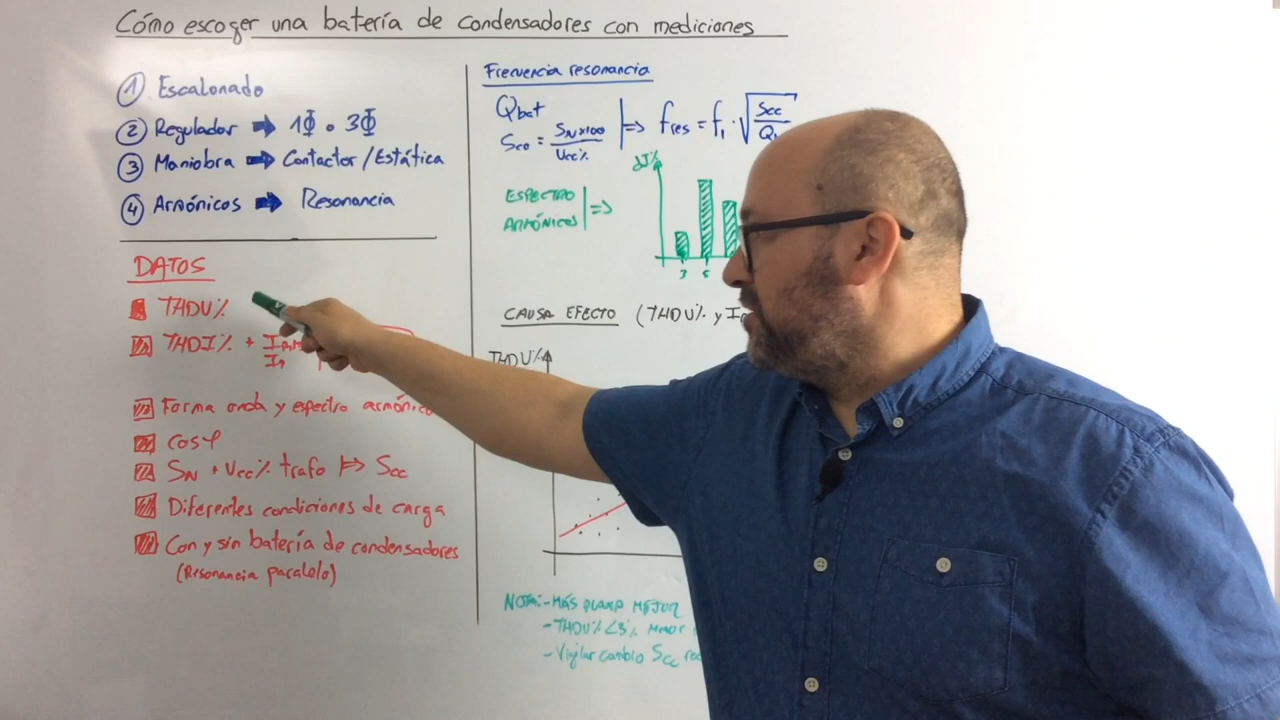 Cómo escoger una batería de condensadores con mediciones
① Escalonado
② Regulador ➡ 1Φ o 3Φ
③ Maniobra ➡ Contactor/Estática
④ Armónicos ➡ Resonancia
DATOS
THDU%
THDI% +
Forma onda y espectro armónico
cosφ
SN + Ucc% trafo ⇒ Scc
Diferentes condiciones de carga
Con y sin batería de condensadores
(Resonancia paralelo)
Frecuencia resonancia
Qbat
Scc = SN×100 / Ucc%
⇒ fres = f1 · √(Scc / Q
ESPECTRO
ARMÓNICOS ⇒
dI%
3 5
CAUSA EFECTO (THDU% y I
THDU%
NOTA: - MÁS PLANA MEJOR
- THDU% <3%
- Vigilar cambio Scc